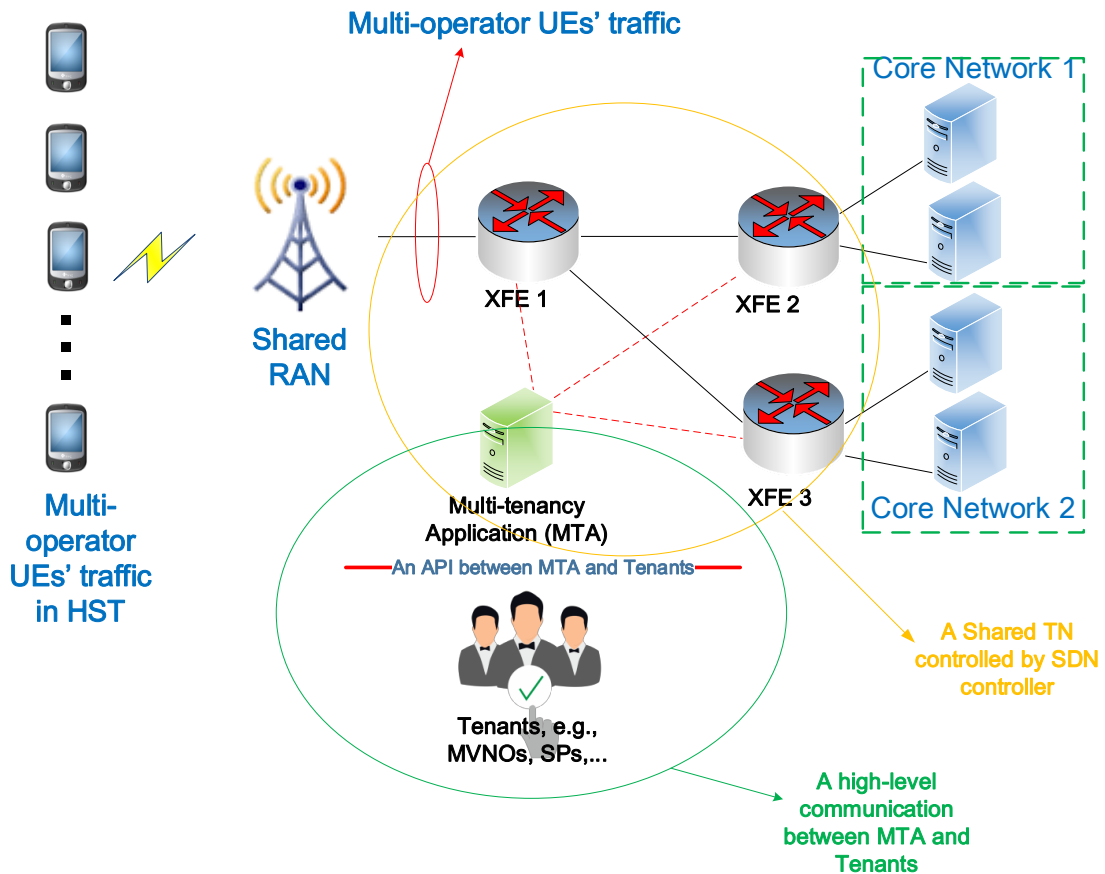 Multi-operator UEs' traffic
Core Network 1
XFE 1
XFE 2
Shared
RAN
XFE 3
Core Network 2
Multi-
operator
UEs' traffic
in HST
Multi-tenancy
Application (MTA)
An API between MTA and Tenants
A Shared TN
controlled by SDN
controller
Tenants, e.g.,
MVNOs, SPs,...
A high-level
communication
between MTA and
Tenants